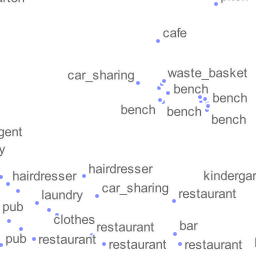 cafe
car_sharing
waste_basket
bench
bench
bench
bench
bench
gent
y
hairdresser
hairdresser
kindergar
car_sharing
restaurant
laundry
pub
clothes
restaurant
bar
pub
restaurant
restaurant
restaurant